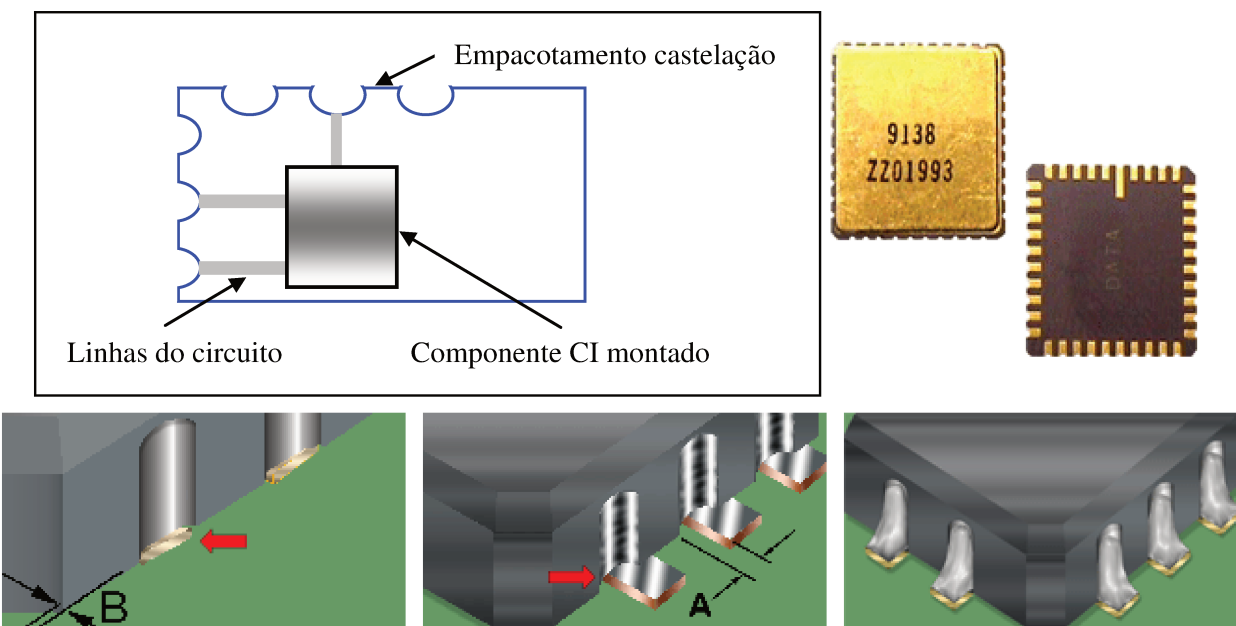 Empacotamento castelação
Linhas do circuito
Componente CI montado
9138
ZZ01993
DATA
B
A